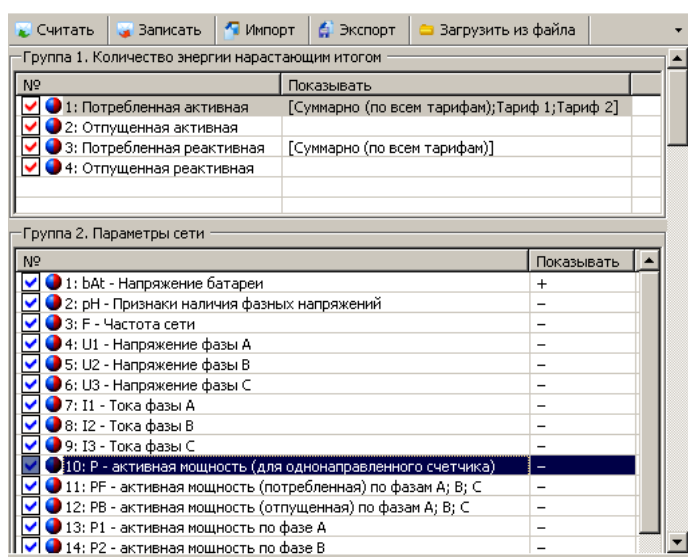 Считать Записать Импорт Экспорт Загрузить из файла
Группа 1. Количество энергии нарастающим итогом
№ Показывать
1: Потребленная активная [Суммарно (по всем тарифам);Тариф 1;Тариф 2]
2: Отпущенная активная
3: Потребленная реактивная [Суммарно (по всем тарифам)]
4: Отпущенная реактивная
Группа 2. Параметры сети
№ Показывать
1: bAt - Напряжение батареи +
2: pH - Признаки наличия фазных напряжений –
3: F - Частота сети –
4: U1 - Напряжение фазы A –
5: U2 - Напряжение фазы B –
6: U3 - Напряжение фазы C –
7: I1 - Тока фазы A –
8: I2 - Тока фазы B –
9: I3 - Тока фазы C –
10: P - активная мощность (для однонаправленного счетчика) –
11: PF - активная мощность (потребленная) по фазам A; B; C –
12: PB - активная мощность (отпущенная) по фазам A; B; C –
13: P1 - активная мощность по фазе A –
14: P2 - активная мощность по фазе B –